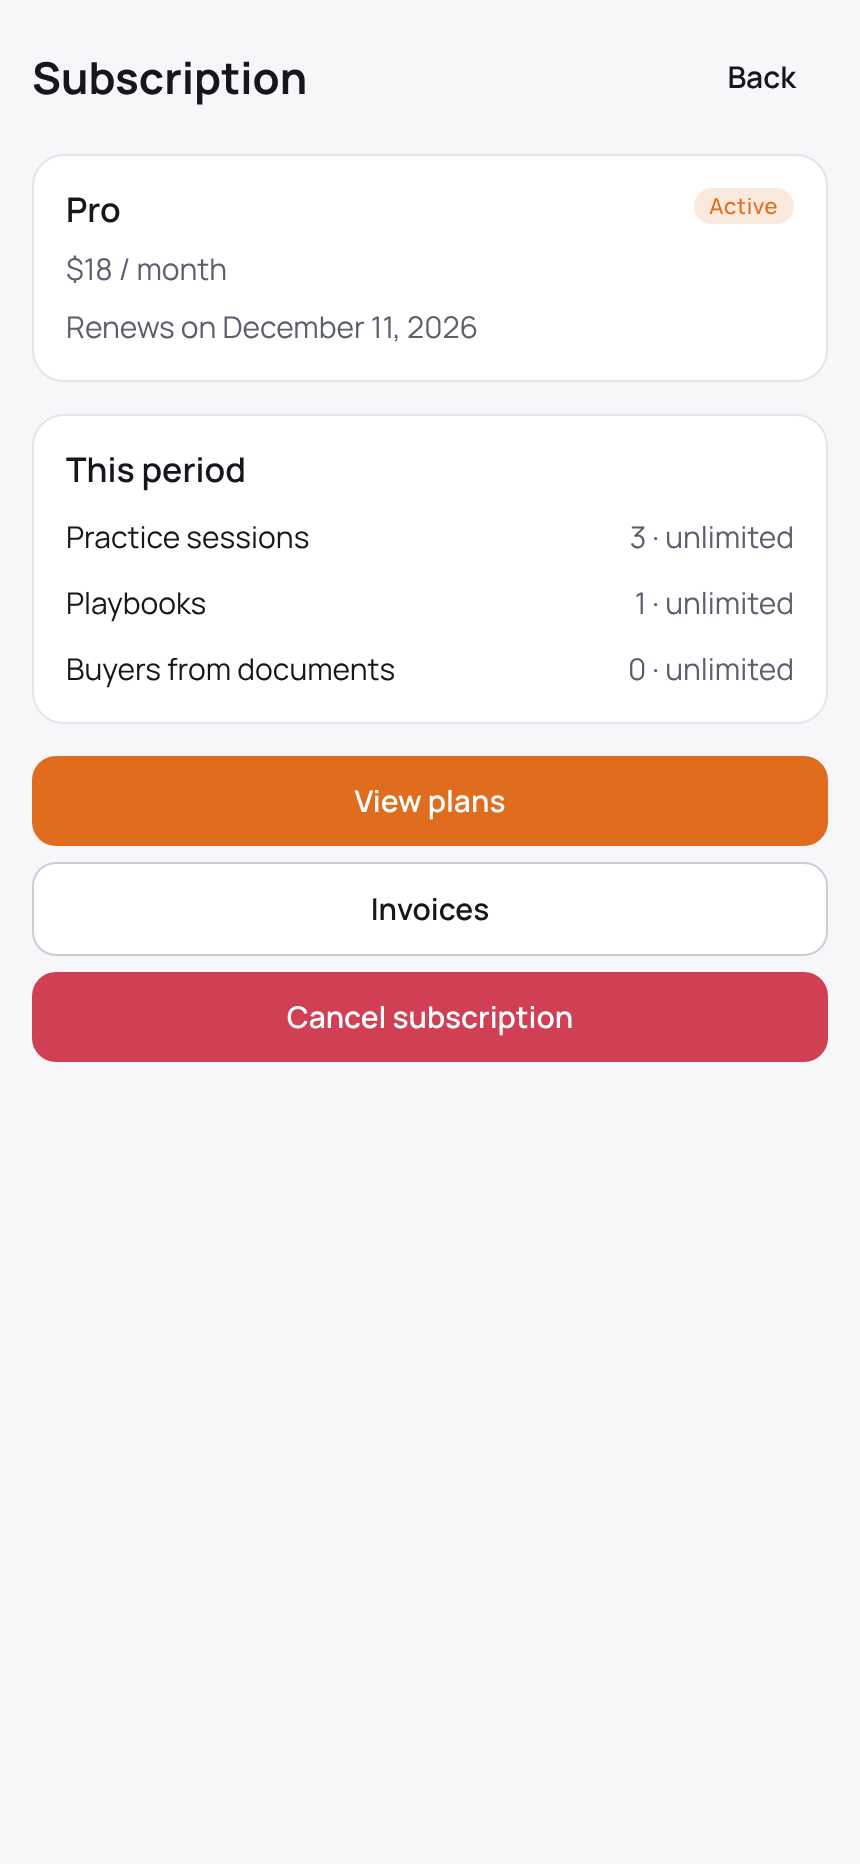 Subscription
Back
Pro
Active
$18 / month
Renews on December 11, 2026
This period
Practice sessions 3 · unlimited
Playbooks 1 · unlimited
Buyers from documents 0 · unlimited
View plans
Invoices
Cancel subscription